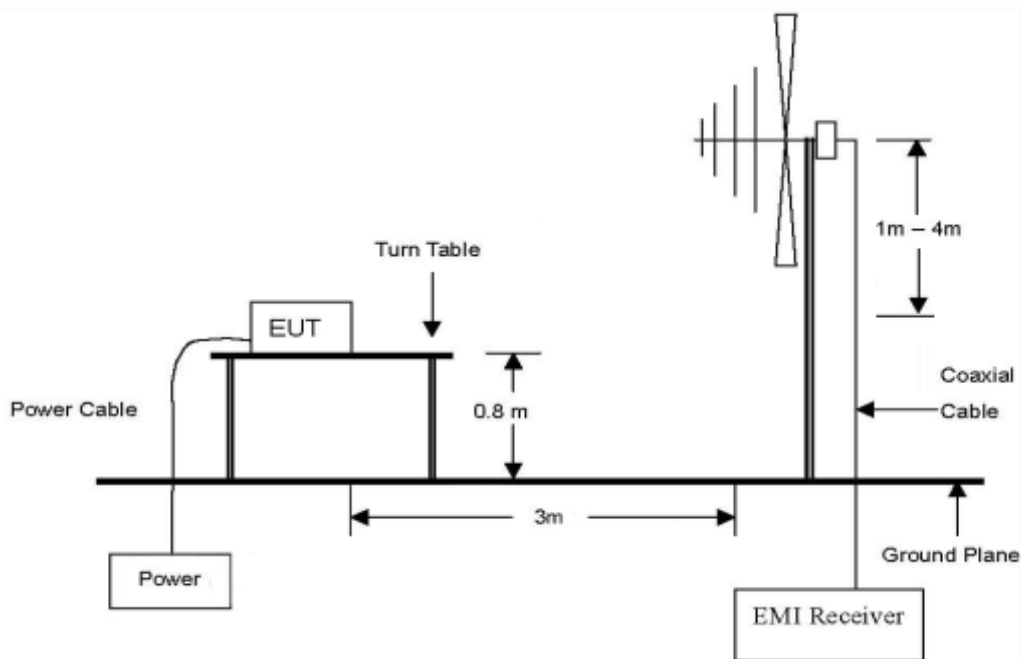 1m – 4m
Turn Table
EUT
Coaxial
Cable
Power Cable
0.8 m
3m
Ground Plane
Power
EMI Receiver